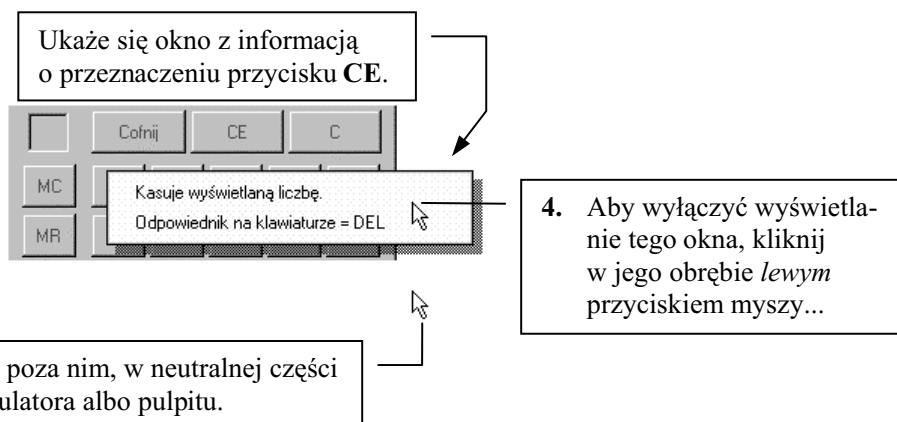 Ukaże się okno z informacją
o przeznaczeniu przycisku CE.
Cofnij CE C
MC
Kasuje wyświetlaną liczbę.
Odpowiednik na klawiaturze = DEL
MR
4. Aby wyłączyć wyświetla-
nie tego okna, kliknij
w jego obrębie lewym
przyciskiem myszy...
poza nim, w neutralnej części
ulatora albo pulpitu.